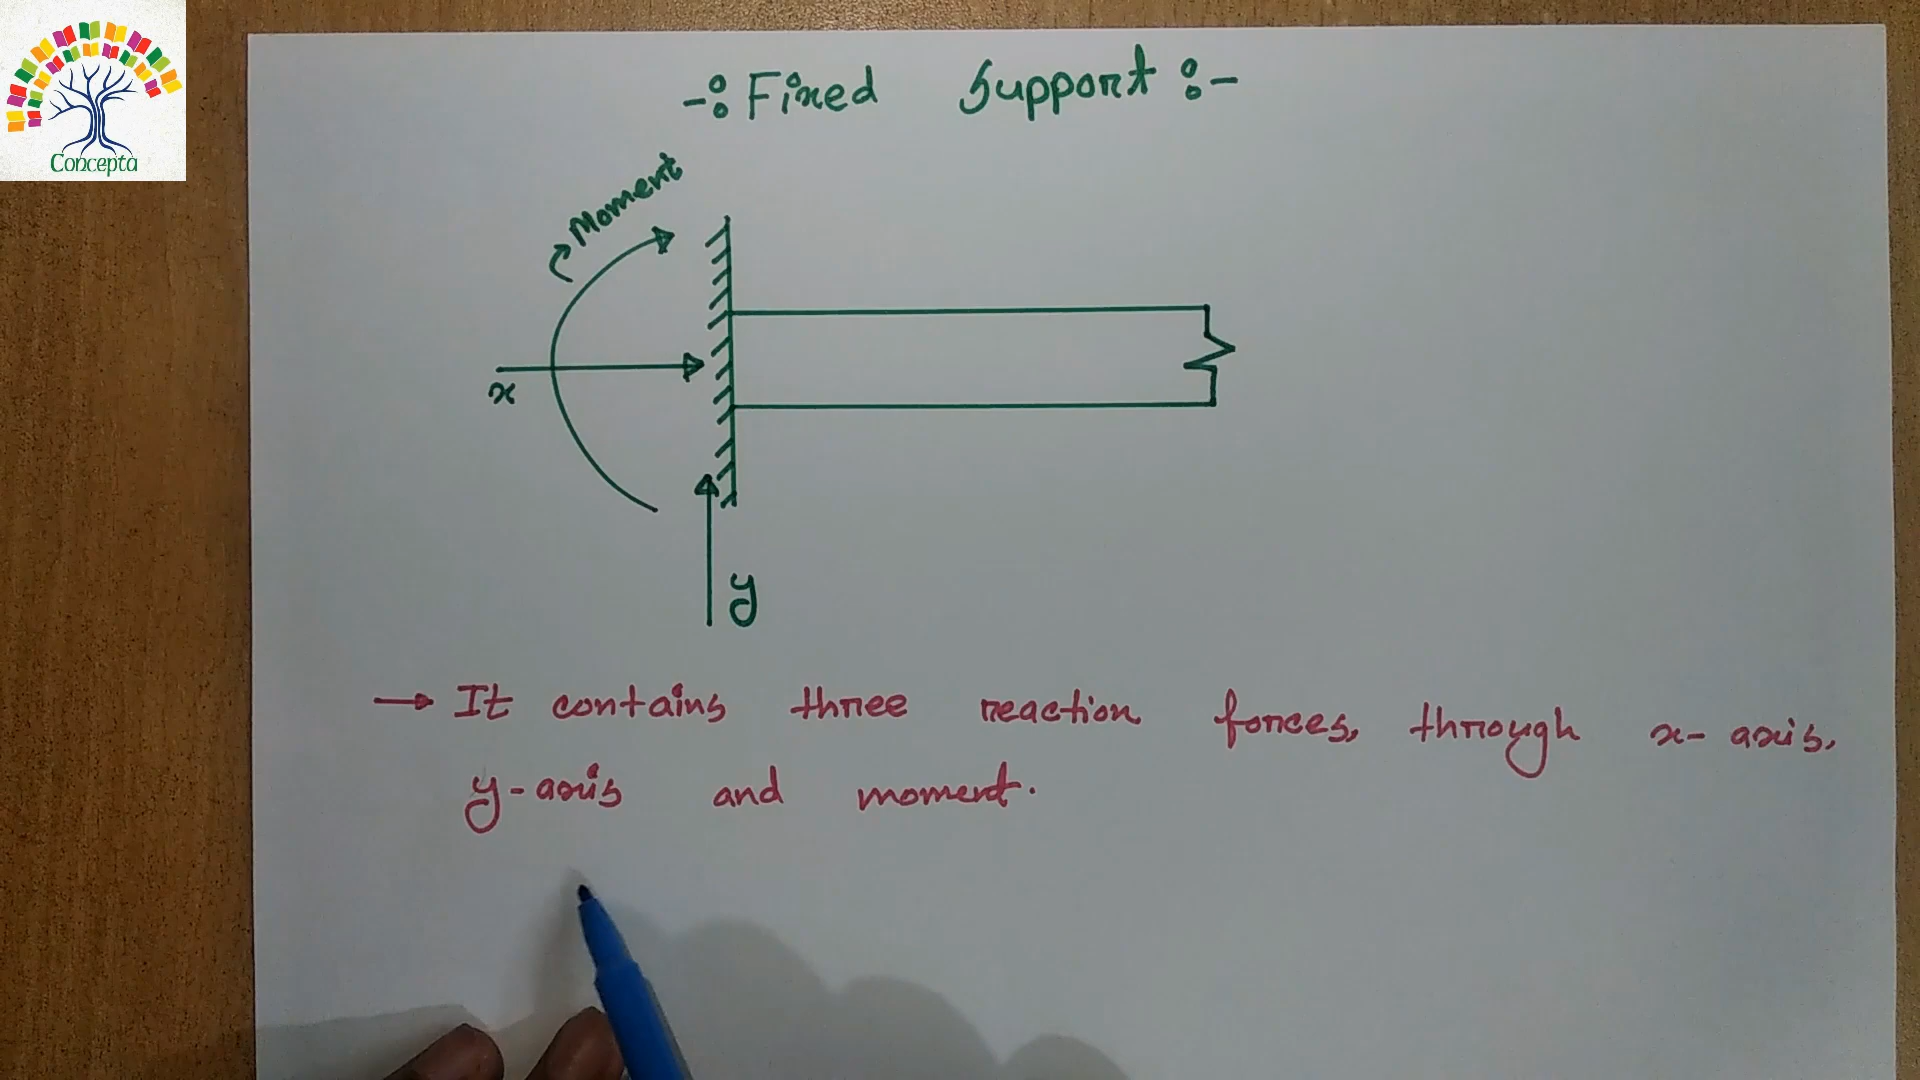 Concepta
-: Fixed Support :-
Moment
x
y
→ It contains three reaction forces, through x-axis,
y-axis and moment.